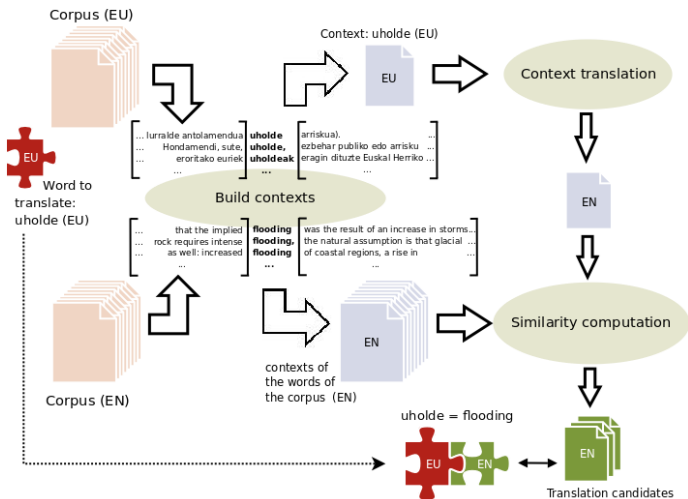 Corpus (EU)
Context: uholde (EU)
EU
Context translation
... lurralde antolamendua uholde arriskua). ...
Hondamendi, sute, uholde, ezbehar publiko edo arrisku ...
... eroritako euriek uholdeak eragin dituzte Euskal Herriko ...
... ... ...
EU
Word to
translate:
uholde (EU)
Build contexts
EN
... that the implied flooding was the result of an increase in storms...
... rock requires intense flooding, the natural assumption is that glacial ...
... as well: increased flooding of coastal regions, a rise in ...
... ... ...
EN
Similarity computation
Corpus (EN)
contexts of
the words of
the corpus (EN)
uholde = flooding
EU
EN
EN
Translation candidates